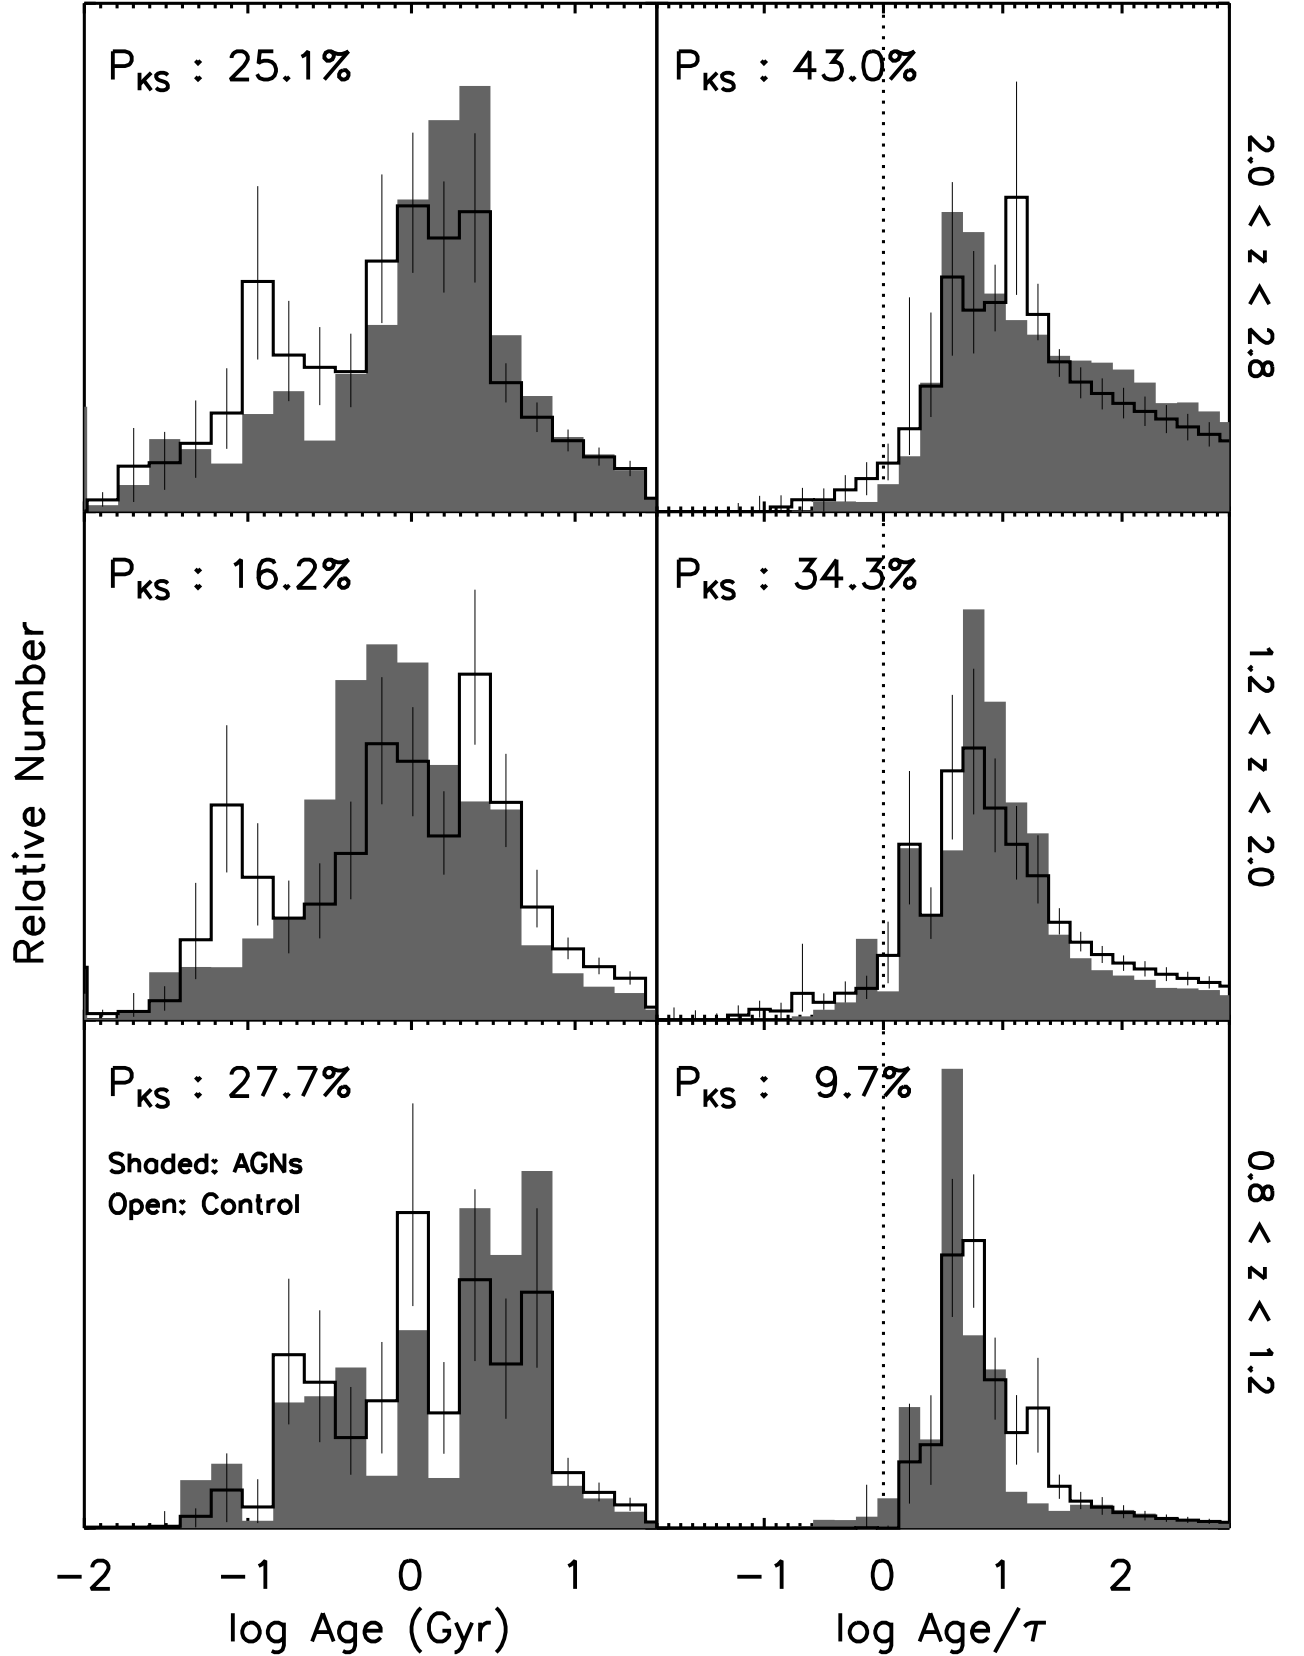 P_KS : 25.1%
P_KS : 43.0%
2.0 < z < 2.8
P_KS : 16.2%
P_KS : 34.3%
1.2 < z < 2.0
Relative Number
P_KS : 27.7%
Shaded: AGNs
Open: Control
P_KS : 9.7%
0.8 < z < 1.2
−2 −1 0 1
−1 0 1 2
log Age (Gyr)
log Age/τ